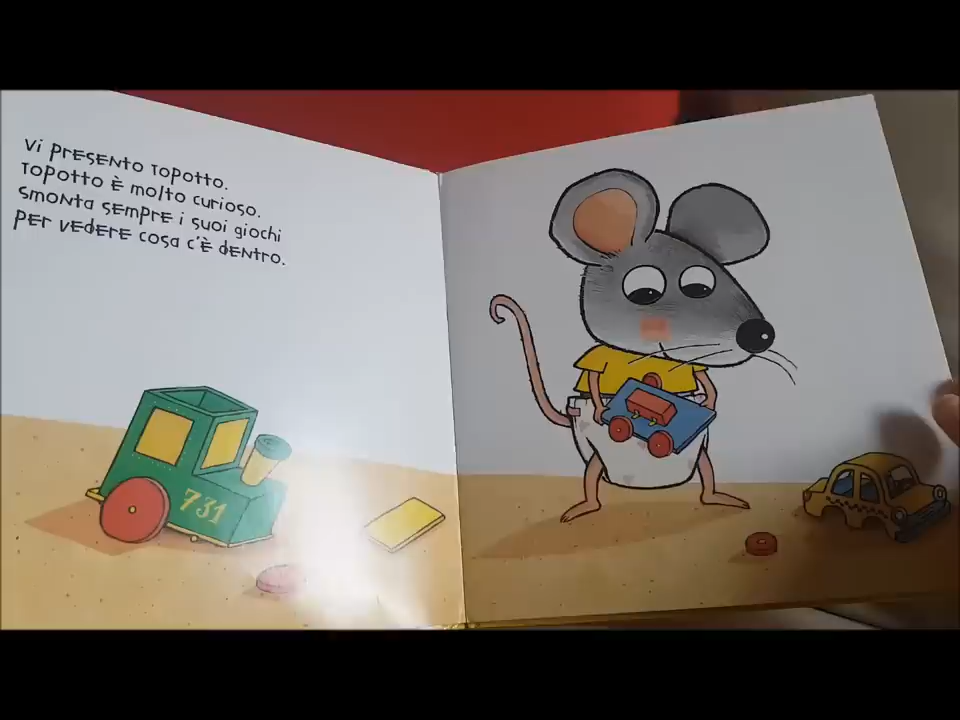 Vi presento Topotto.
Topotto è molto curioso.
Smonta sempre i suoi giochi
per vedere cosa c'è dentro.
731